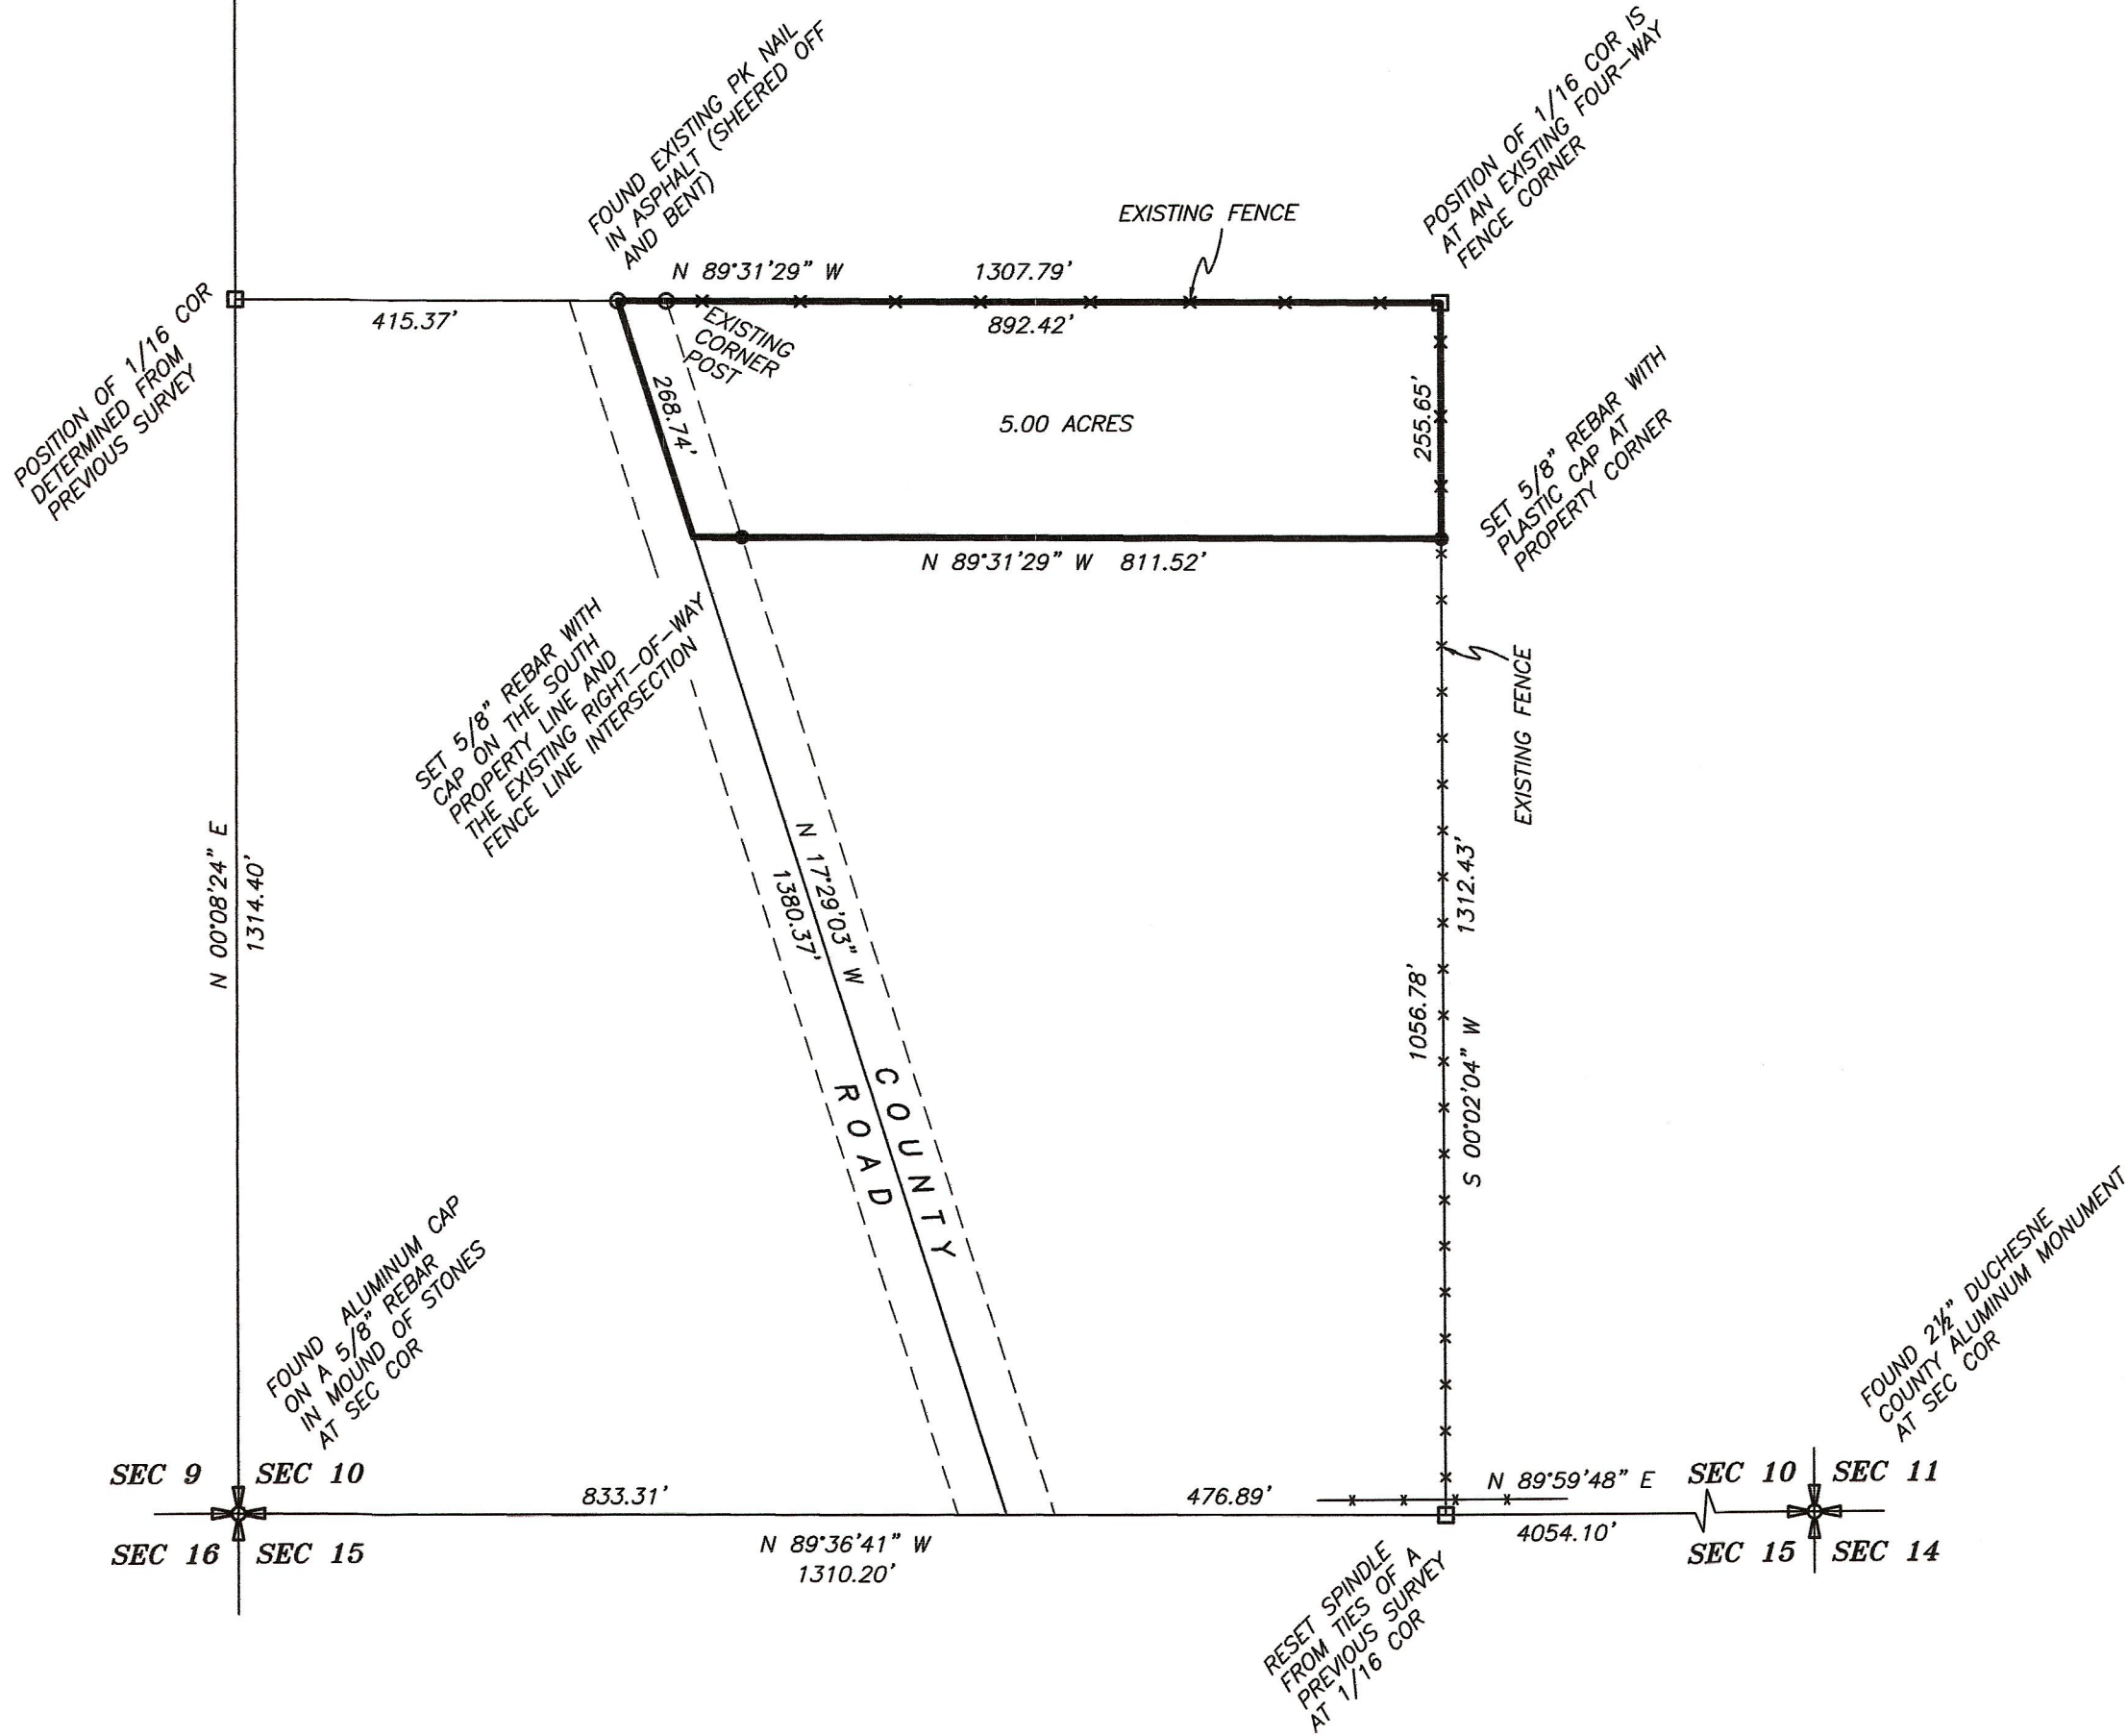 FOUND EXISTING PK NAIL
IN ASPHALT (SHEERED OFF
AND BENT)
POSITION OF 1/16 COR IS
AT AN EXISTING FOUR-WAY
FENCE CORNER
EXISTING FENCE
N 89°31'29" W
1307.79'
POSITION OF 1/16 COR
DETERMINED FROM
PREVIOUS SURVEY
415.37'
EXISTING
CORNER
POST
892.42'
268.74'
5.00 ACRES
255.65'
SET 5/8" REBAR WITH
PLASTIC CAP AT
PROPERTY CORNER
N 89°31'29" W 811.52'
SET 5/8" REBAR WITH
CAP ON THE SOUTH
PROPERTY LINE AND
THE EXISTING RIGHT-OF-WAY
FENCE LINE INTERSECTION
EXISTING FENCE
N 00°08'24" E
1314.40'
N 17°29'03" W
1380.37'
1312.43'
1056.78'
S 00°02'04" W
COUNTY
ROAD
FOUND ALUMINUM CAP
ON A 5/8" REBAR
IN MOUND OF STONES
AT SEC COR
FOUND 2½" DUCHESNE
COUNTY ALUMINUM MONUMENT
AT SEC COR
SEC 9
SEC 10
833.31'
476.89'
N 89°59'48" E
SEC 10
SEC 11
SEC 16
SEC 15
N 89°36'41" W
1310.20'
4054.10'
SEC 15
SEC 14
RESET SPINDLE
FROM TIES OF A
PREVIOUS SURVEY
AT 1/16 COR